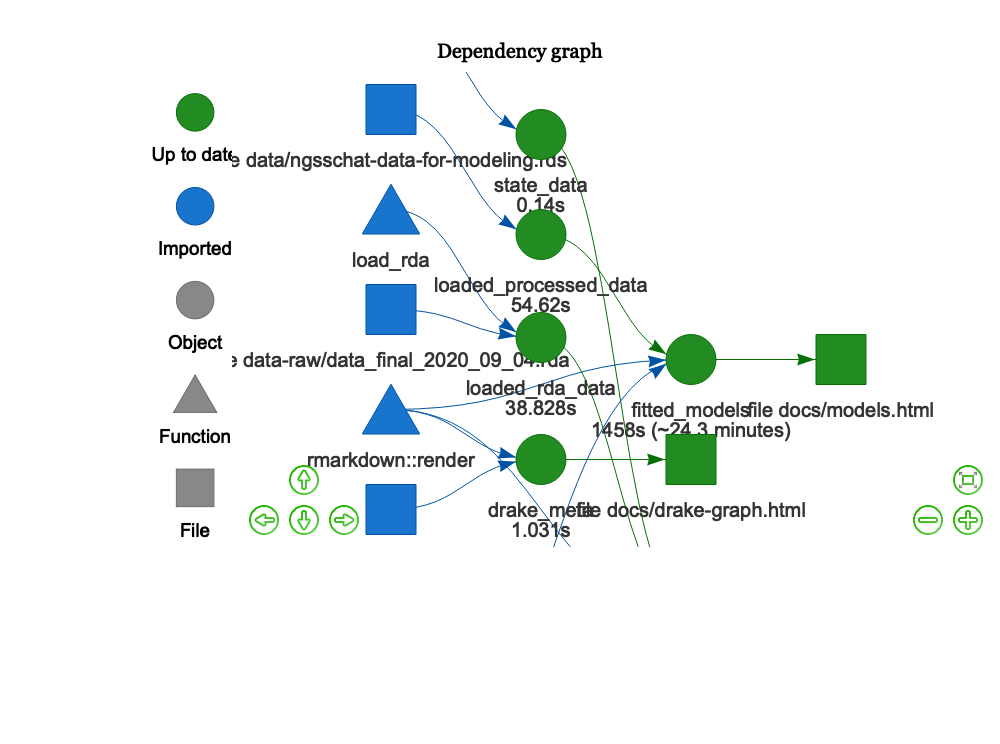 Dependency graph
Up to date
Imported
Object
Function
File
e data/ngsschat-data-for-modeling.rds
state_data
0.14s
load_rda
loaded_processed_data
54.62s
e data-raw/data_final_2020_09_04.rda
loaded_rda_data
38.828s
fitted_models
1458s (~24.3 minutes)
file docs/models.html
rmarkdown::render
drake_meta
1.031s
file docs/drake-graph.html